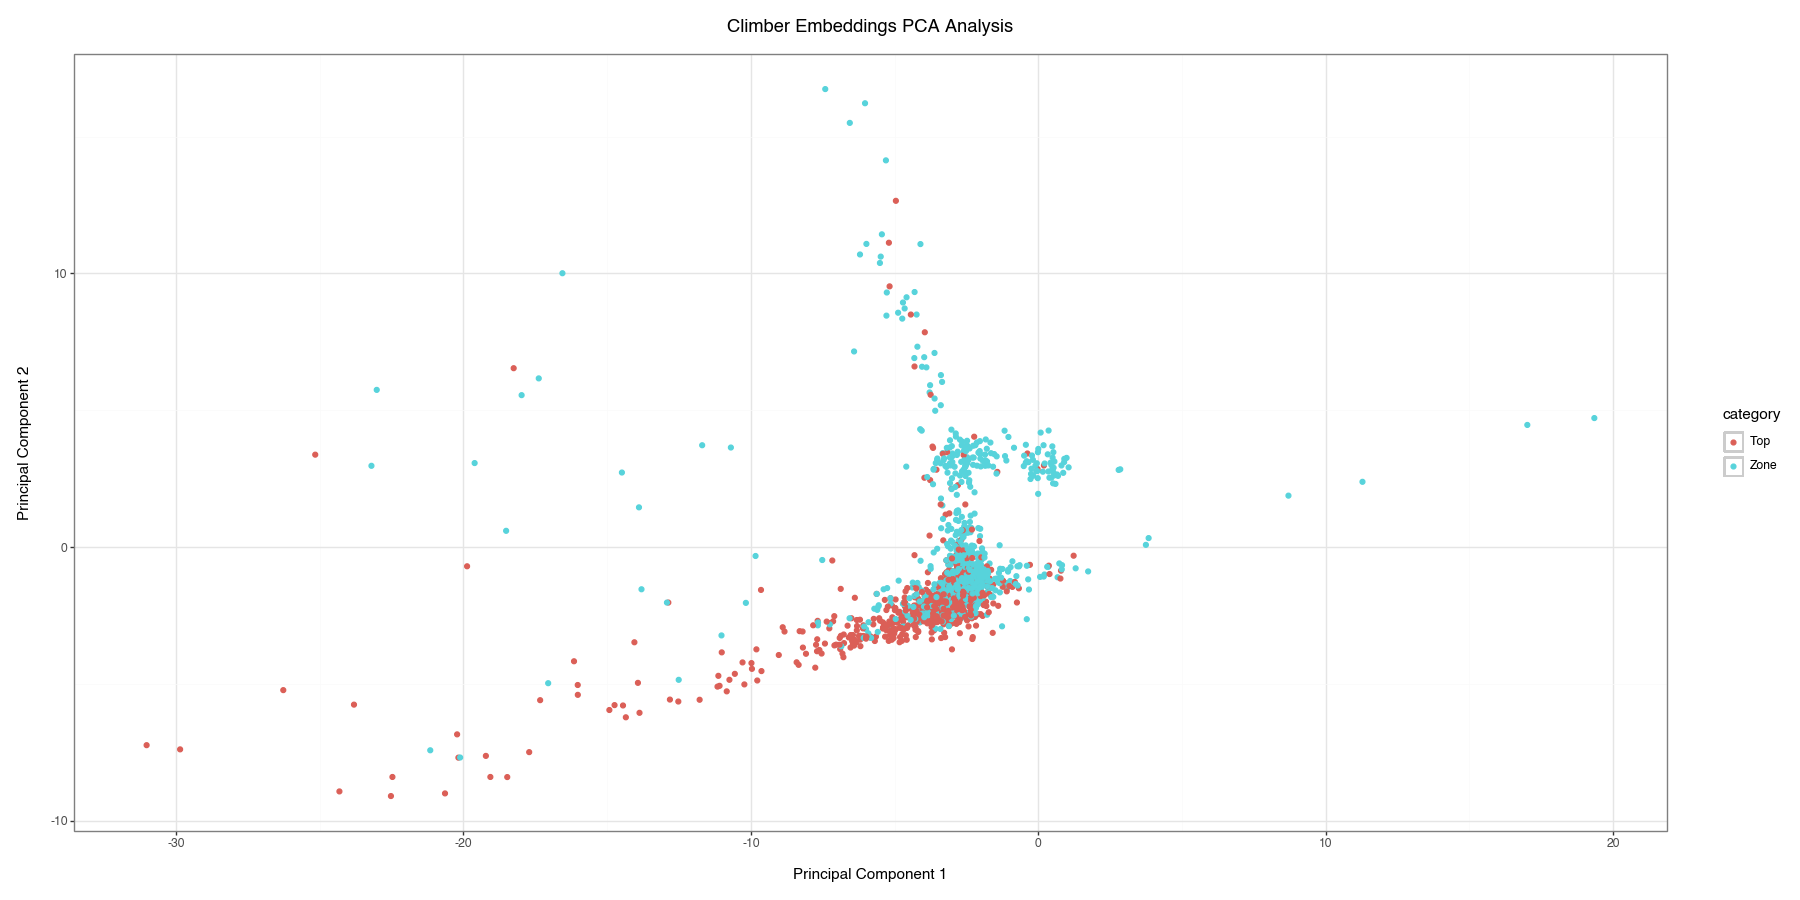 Climber Embeddings PCA Analysis
Principal Component 2
10
0
-10
-30
-20
-10
0
10
20
Principal Component 1
category
Top
Zone